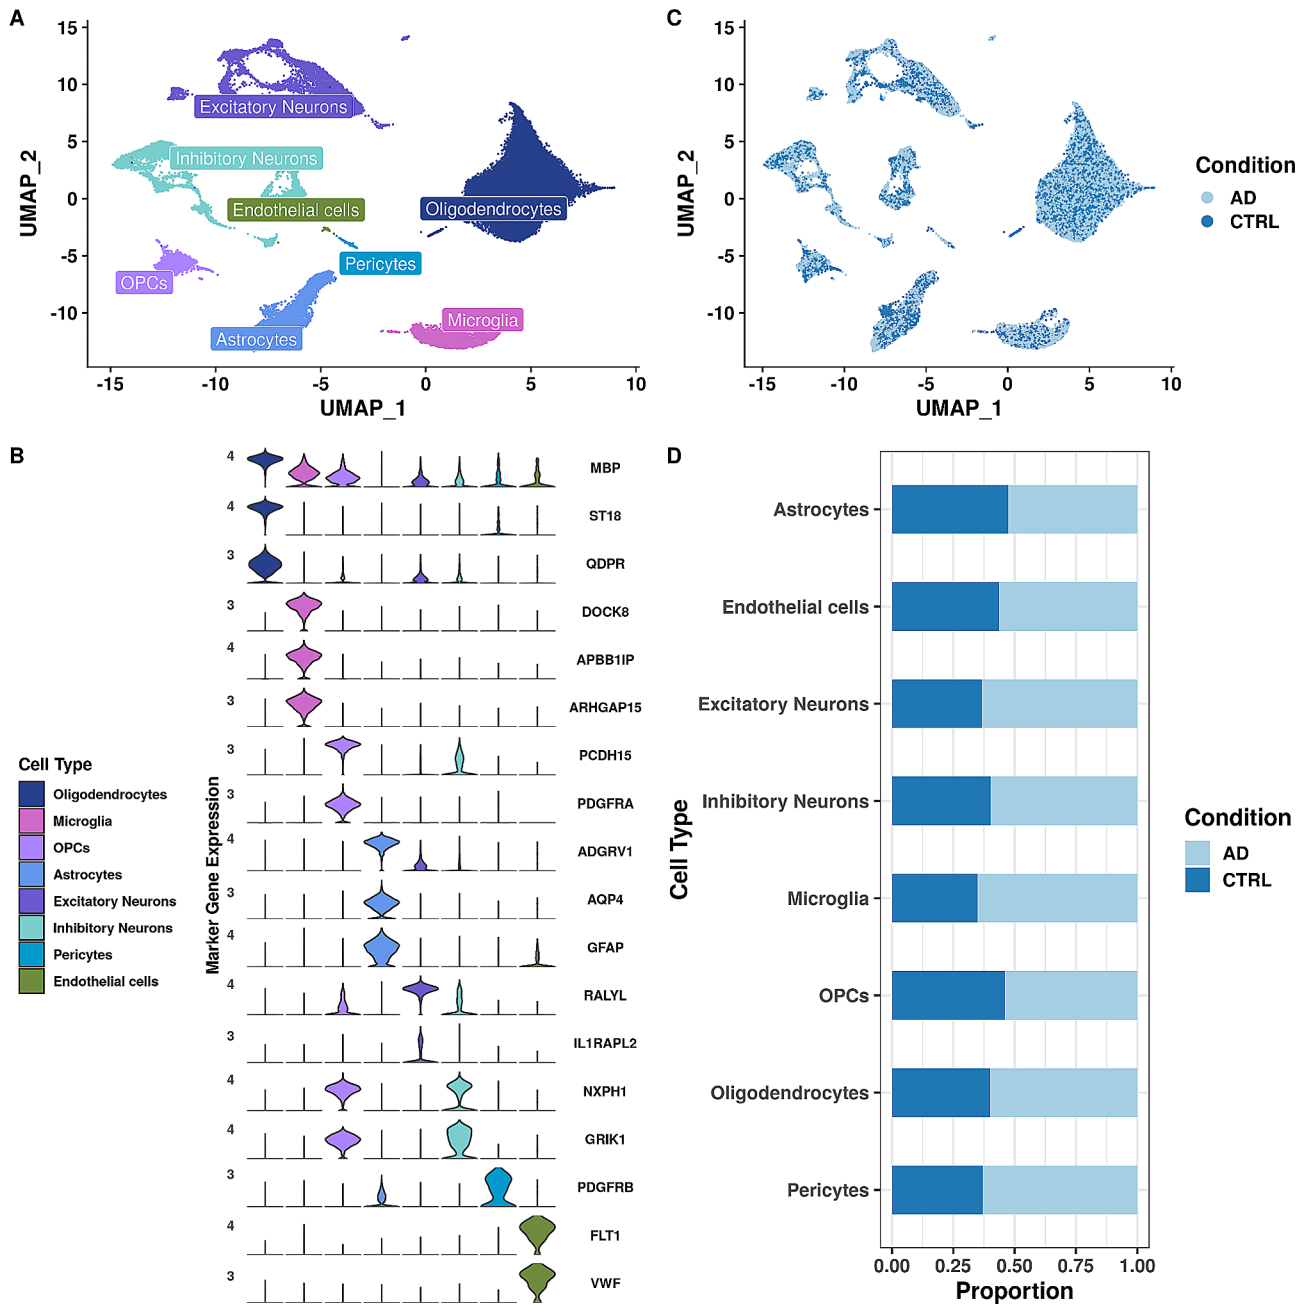 A
15
10
5
0
-5
-10
UMAP_2
Excitatory Neurons
Inhibitory Neurons
Endothelial cells
Oligodendrocytes
Pericytes
OPCs
Microglia
Astrocytes
-15 -10 -5 0 5 10
UMAP_1
C
15
10
5
0
-5
-10
UMAP_2
-15 -10 -5 0 5 10
UMAP_1
Condition
AD
CTRL
B
Cell Type
Oligodendrocytes
Microglia
OPCs
Astrocytes
Excitatory Neurons
Inhibitory Neurons
Pericytes
Endothelial cells
Marker Gene Expression
4 MBP
4 ST18
3 QDPR
3 DOCK8
4 APBB1IP
3 ARHGAP15
3 PCDH15
3 PDGFRA
4 ADGRV1
3 AQP4
4 GFAP
4 RALYL
3 IL1RAPL2
4 NXPH1
4 GRIK1
3 PDGFRB
4 FLT1
3 VWF
D
Cell Type
Astrocytes
Endothelial cells
Excitatory Neurons
Inhibitory Neurons
Microglia
OPCs
Oligodendrocytes
Pericytes
0.00 0.25 0.50 0.75 1.00
Proportion
Condition
AD
CTRL